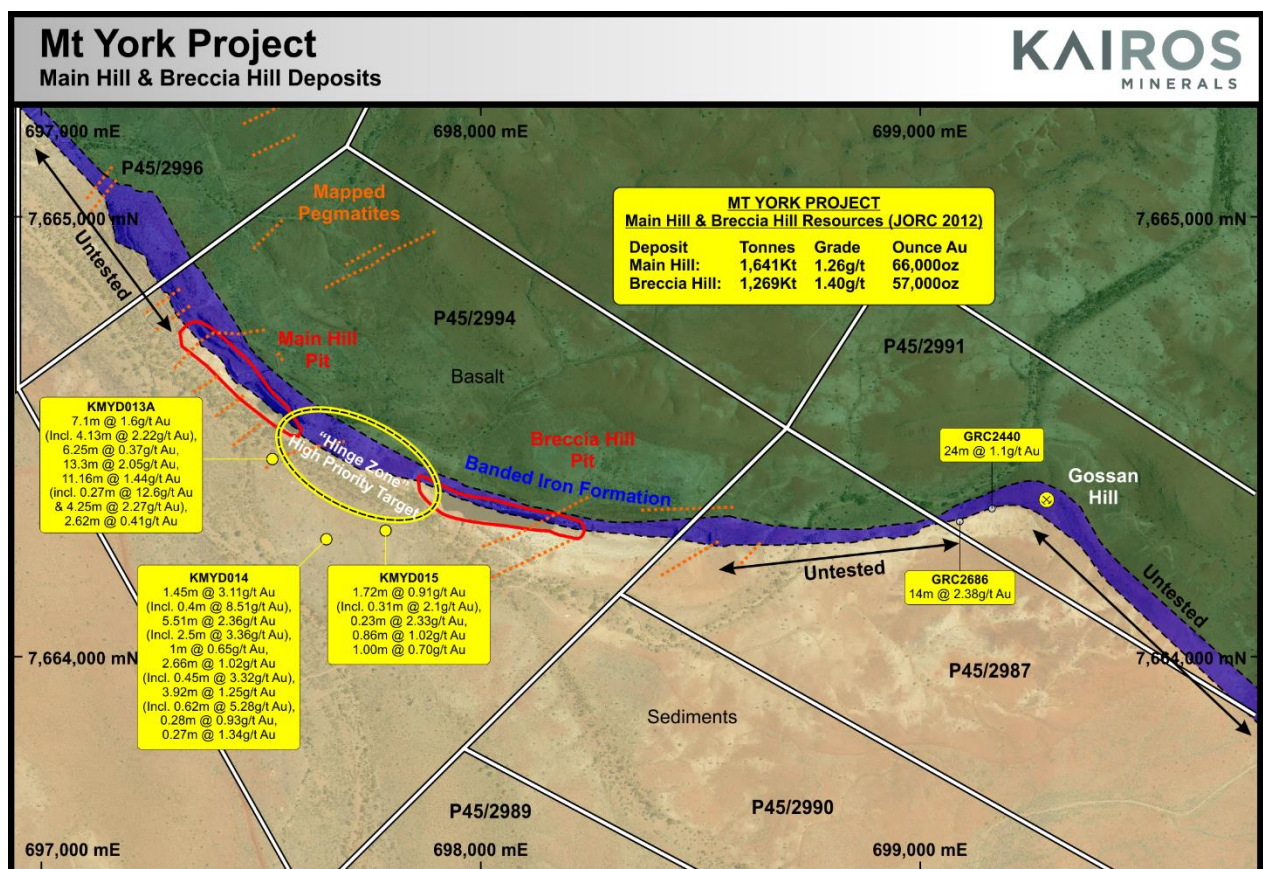 Mt York Project
Main Hill & Breccia Hill Deposits
KAIROS
MINERALS
697,000 mE
698,000 mE
699,000 mE
P45/2996
7,665,000 mN
7,665,000 mN
Mapped
Pegmatites
MT YORK PROJECT
Main Hill & Breccia Hill Resources (JORC 2012)
Deposit Tonnes Grade Ounce Au
Main Hill: 1,641Kt 1.26g/t 66,000oz
Breccia Hill: 1,269Kt 1.40g/t 57,000oz
Untested
P45/2994
P45/2991
Main Hill
Pit
Basalt
KMYD013A
7.1m @ 1.6g/t Au
(Incl. 4.13m @ 2.22g/t Au),
6.25m @ 0.37g/t Au,
13.3m @ 2.05g/t Au,
11.16m @ 1.44g/t Au
(incl. 0.27m @ 12.6g/t Au
& 4.25m @ 2.27g/t Au),
2.62m @ 0.41g/t Au
"Hinge Zone"
High Priority Target
Breccia Hill
Pit
Banded Iron Formation
GRC2440
24m @ 1.1g/t Au
Gossan
Hill
Untested
GRC2686
14m @ 2.38g/t Au
Untested
KMYD014
1.45m @ 3.11g/t Au
(Incl. 0.4m @ 8.51g/t Au),
5.51m @ 2.36g/t Au
(Incl. 2.5m @ 3.36g/t Au),
1m @ 0.65g/t Au,
2.66m @ 1.02g/t Au
(Incl. 0.45m @ 3.32g/t Au)
3.92m @ 1.25g/t Au
(Incl. 0.62m @ 5.28g/t Au),
0.28m @ 0.93g/t Au,
0.27m @ 1.34g/t Au
KMYD015
1.72m @ 0.91g/t Au
(Incl. 0.31m @ 2.1g/t Au),
0.23m @ 2.33g/t Au,
0.86m @ 1.02g/t Au
1.00m @ 0.70g/t Au
7,664,000 mN
7,664,000 mN
P45/2987
Sediments
P45/2989
P45/2990
697,000 mE
698,000 mE
699,000 mE